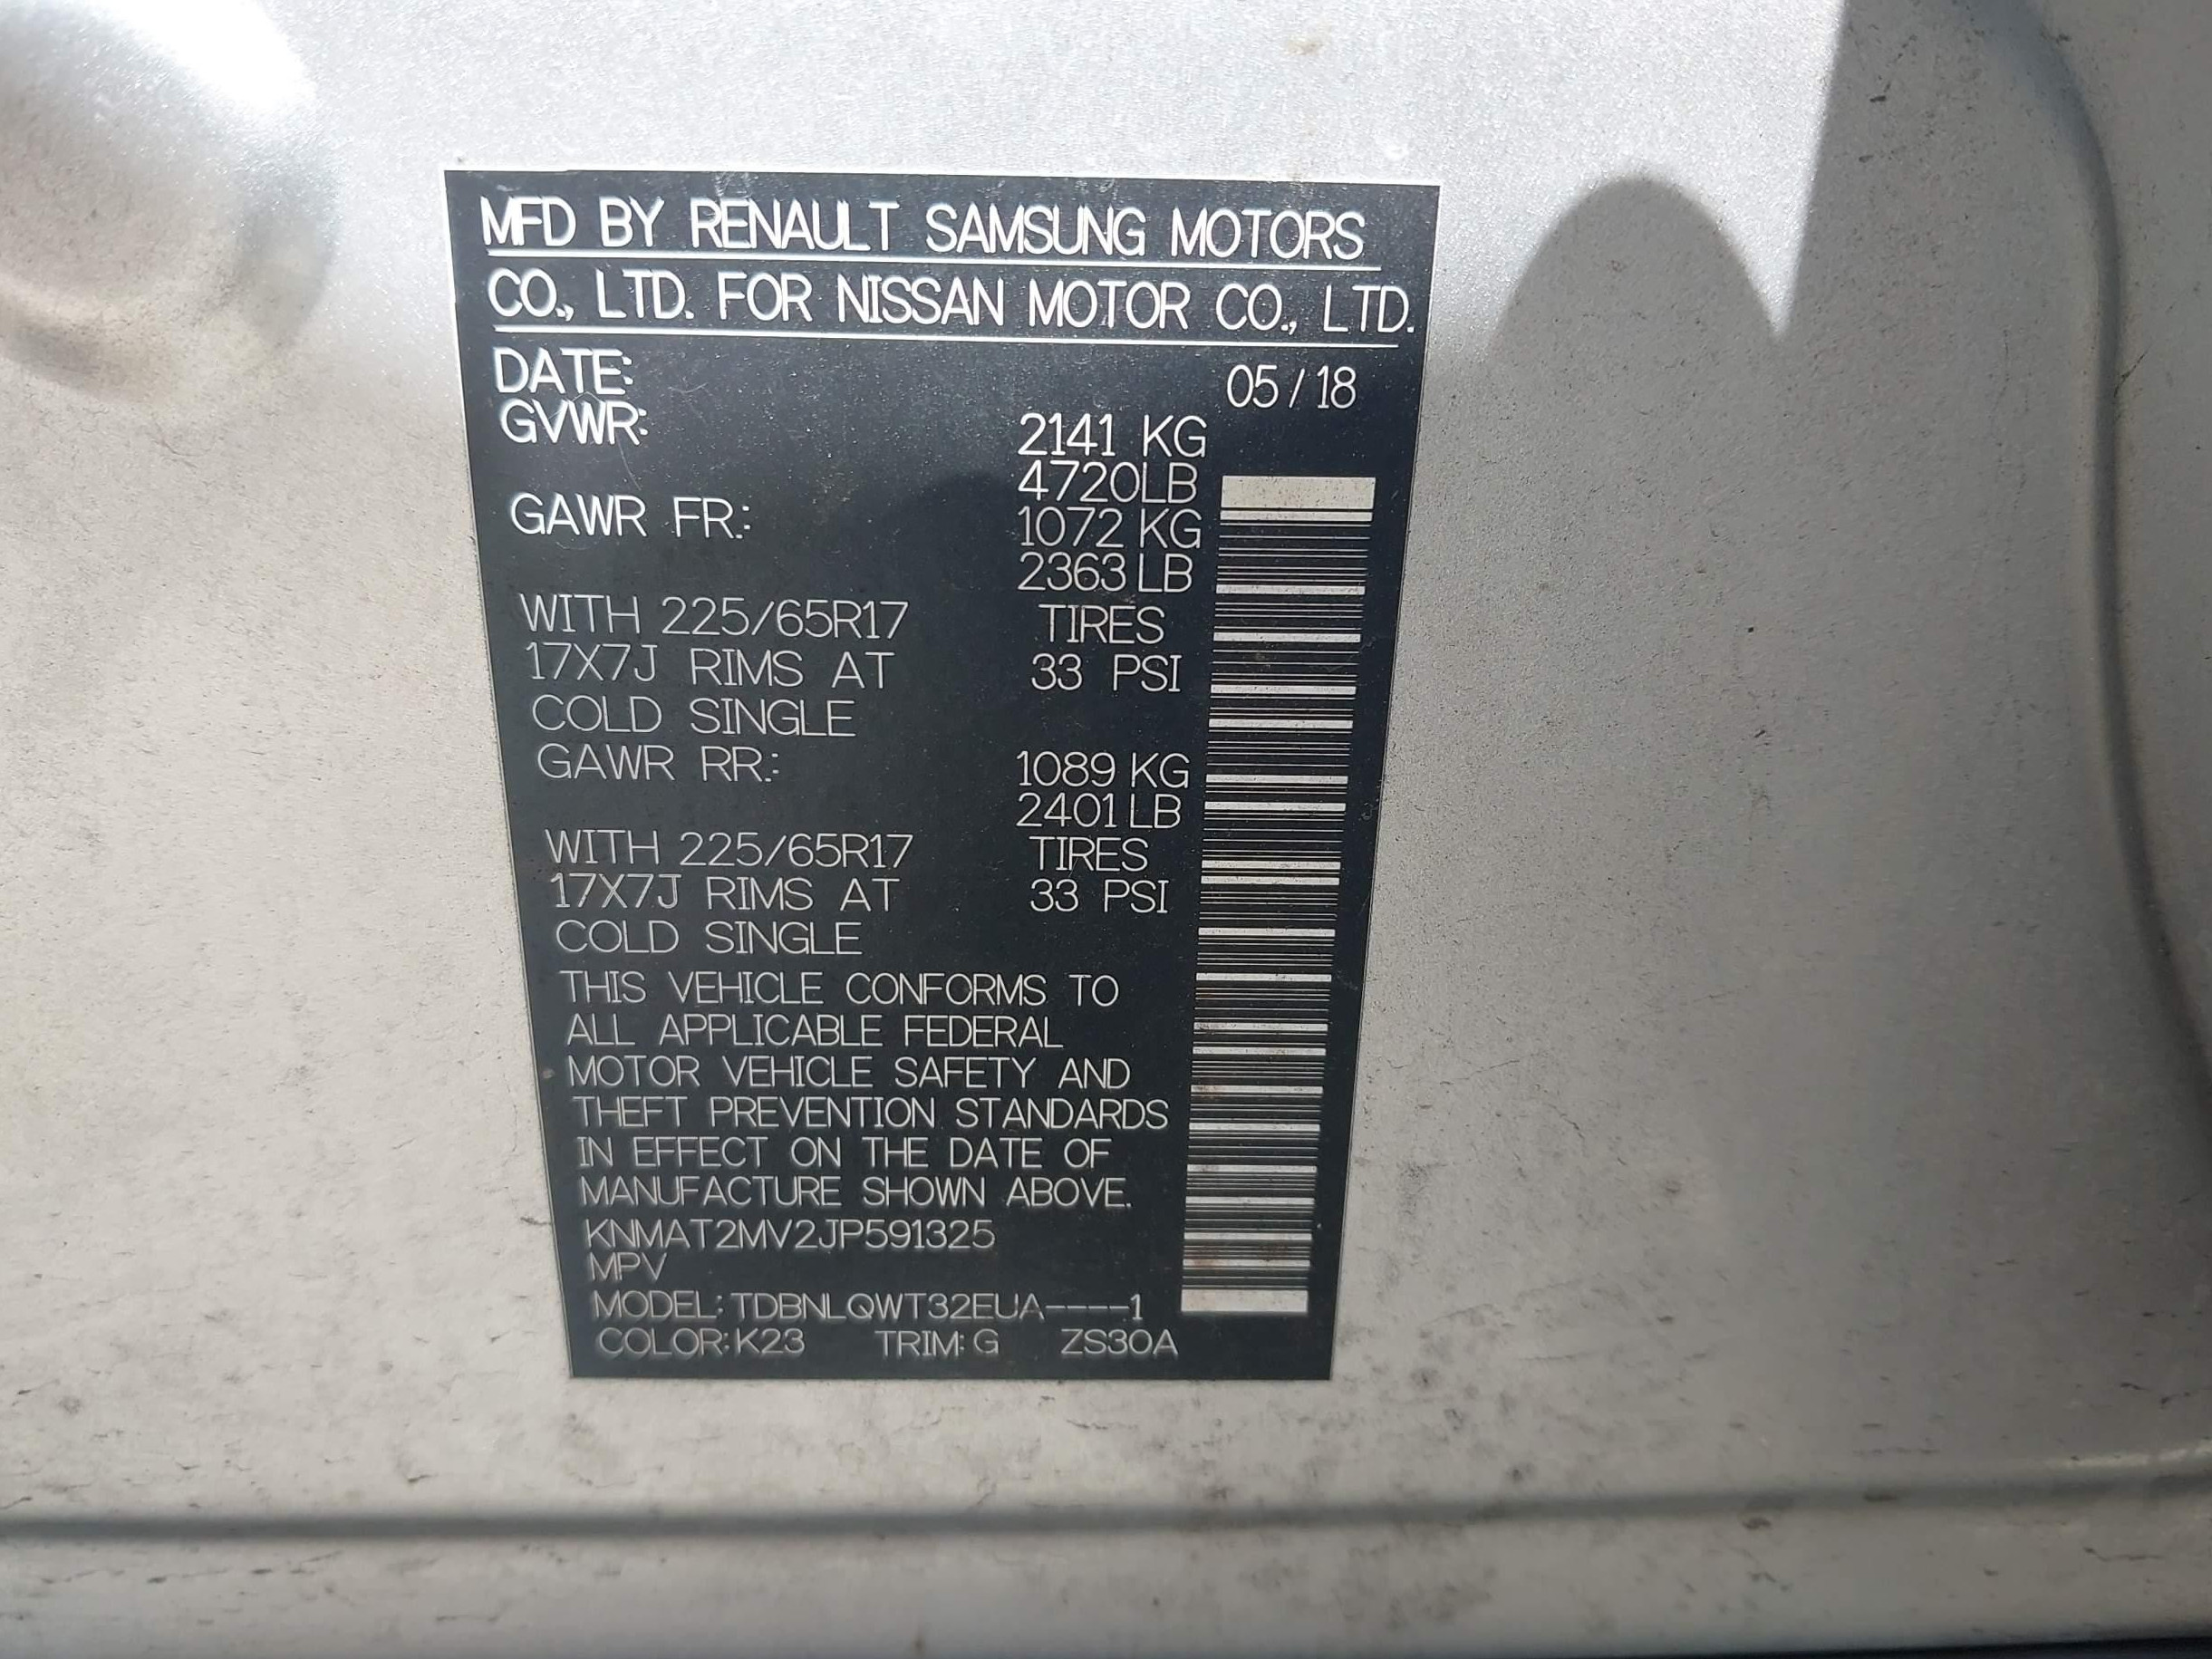 MFD BY RENAULT SAMSUNG MOTORS
CO., LTD. FOR NISSAN MOTOR CO., LTD.
DATE: 05/18
GVWR: 2141 KG
4720LB
GAWR FR.: 1072 KG
2363LB
WITH 225/65R17 TIRES
17X7J RIMS AT 33 PSI
COLD SINGLE
GAWR RR.: 1089 KG
2401LB
WITH 225/65R17 TIRES
17X7J RIMS AT 33 PSI
COLD SINGLE
THIS VEHICLE CONFORMS TO
ALL APPLICABLE FEDERAL
MOTOR VEHICLE SAFETY AND
THEFT PREVENTION STANDARDS
IN EFFECT ON THE DATE OF
MANUFACTURE SHOWN ABOVE.
KNMAT2MV2JP591325
MPV
MODEL: TDBNLQWT32EUA----1
COLOR: K23 TRIM: G ZS30A